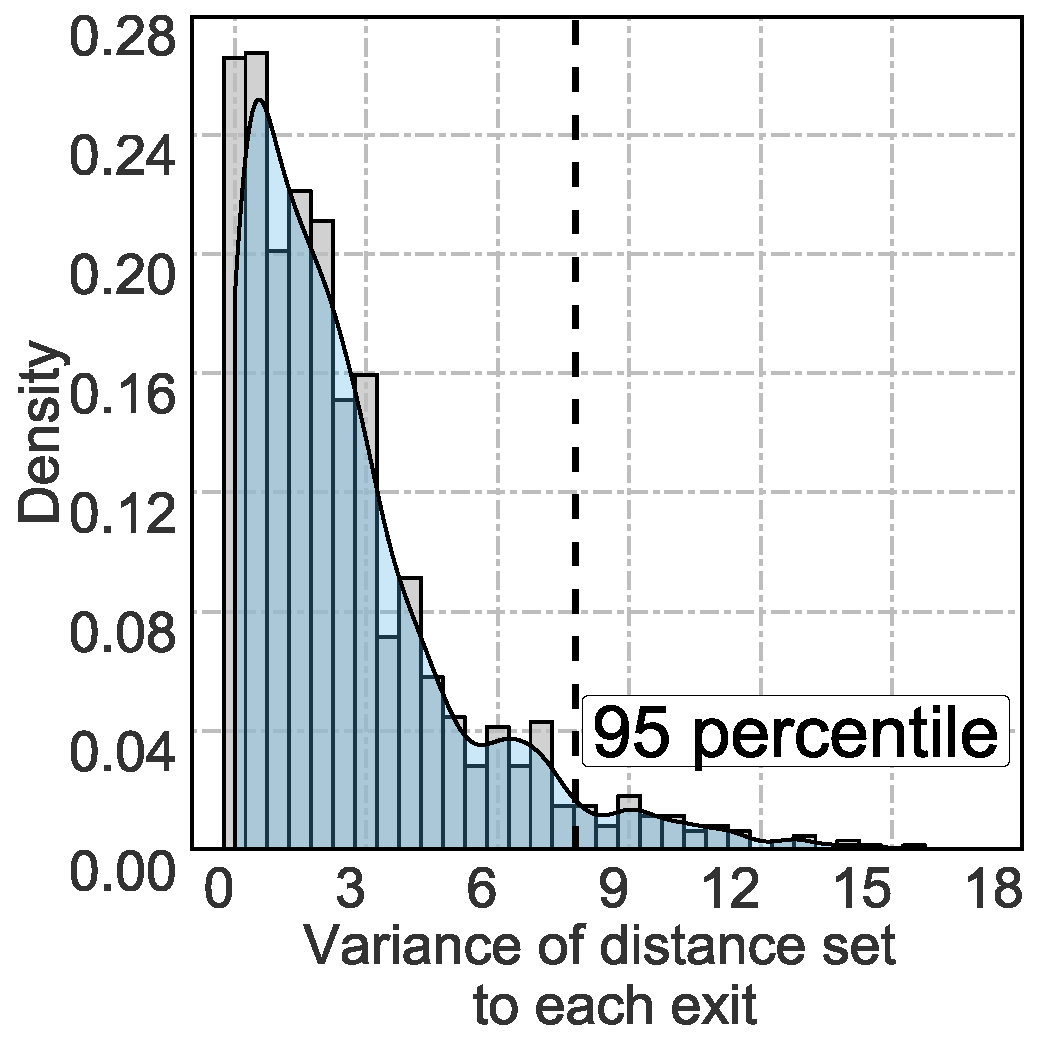 0.28
0.24
0.20
0.16
0.12
0.08
0.04
0.00
Density
95 percentile
0 3 6 9 12 15 18
Variance of distance set
to each exit